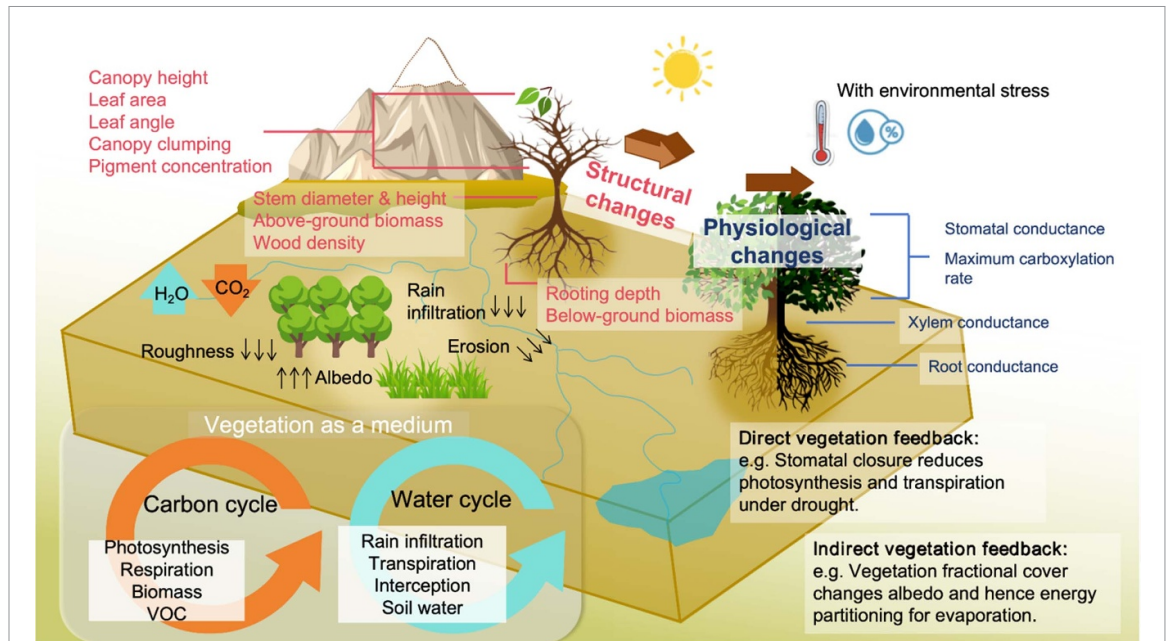 Canopy height
Leaf area
Leaf angle
Canopy clumping
Pigment concentration
With environmental stress
%
Structural
changes
Stem diameter & height
Above-ground biomass
Wood density
Physiological
changes
Stomatal conductance
Maximum carboxylation
rate
H₂O
CO₂
Rain
infiltration ↓↓↓
Rooting depth
Below-ground biomass
Xylem conductance
Roughness ↓↓↓
Erosion ↘↘↘
↑↑↑ Albedo
Root conductance
Vegetation as a medium
Carbon cycle
Photosynthesis
Respiration
Biomass
VOC
Water cycle
Rain infiltration
Transpiration
Interception
Soil water
Direct vegetation feedback:
e.g. Stomatal closure reduces
photosynthesis and transpiration
under drought.
Indirect vegetation feedback:
e.g. Vegetation fractional cover
changes albedo and hence energy
partitioning for evaporation.